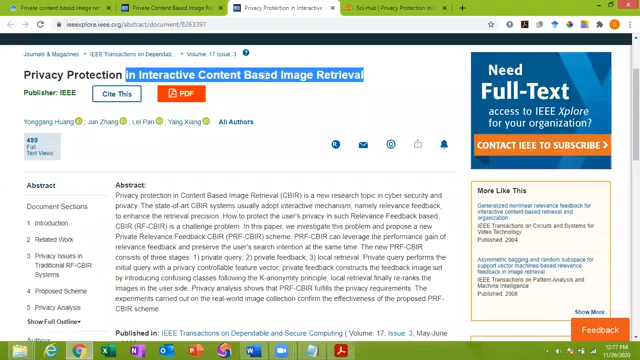 Private content based image ret
Private Content Based Image Ret
Privacy Protection in Interactive
Sci-Hub | Privacy Protection in I
ieeexplore.ieee.org/abstract/document/8263397
Journals & Magazines > IEEE Transactions on Dependab... > Volume: 17 Issue: 3
Privacy Protection in Interactive Content Based Image Retrieval
Publisher: IEEE
Cite This
PDF
Yonggang Huang ; Jun Zhang ; Lei Pan ; Yang Xiang
All Authors
499
Full
Text Views
Abstract
Document Sections
1 Introduction
2 Related Work
3 Privacy Issues in
Traditional RF-CBIR
Systems
4 Proposed Scheme
5 Privacy Analysis
Show Full Outline
Authors
Abstract:
Privacy protection in Content Based Image Retrieval (CBIR) is a new research topic in cyber security and
privacy. The state-of-art CBIR systems usually adopt interactive mechanism, namely relevance feedback,
to enhance the retrieval precision. How to protect the user's privacy in such Relevance Feedback based
CBIR (RF-CBIR) is a challenge problem. In this paper, we investigate this problem and propose a new
Private Relevance Feedback CBIR (PRF-CBIR) scheme. PRF-CBIR can leverage the performance gain of
relevance feedback and preserve the user's search intention at the same time. The new PRF-CBIR
consists of three stages: 1) private query; 2) private feedback; 3) local retrieval. Private query performs the
initial query with a privacy controllable feature vector; private feedback constructs the feedback image set
by introducing confusing classes following the K-anonymity principle; local retrieval finally re-ranks the
images in the user side. Privacy analysis shows that PRF-CBIR fulfills the privacy requirements. The
experiments carried out on the real-world image collection confirm the effectiveness of the proposed PRF-
CBIR scheme.
Published in: IEEE Transactions on Dependable and Secure Computing ( Volume: 17, Issue: 3, May-June
Need
Full-Text
access to IEEE Xplore
for your organization?
CONTACT IEEE TO SUBSCRIBE >
More Like This
Generalized nonlinear relevance feedback for
interactive content-based retrieval and
organization
IEEE Transactions on Circuits and Systems for
Video Technology
Published: 2004
Asymmetric bagging and random subspace for
support vector machines-based relevance
feedback in image retrieval
IEEE Transactions on Pattern Analysis and
Machine Intelligence
Published: 2006
Show More
Feedback
12:17 PM
11/29/2020